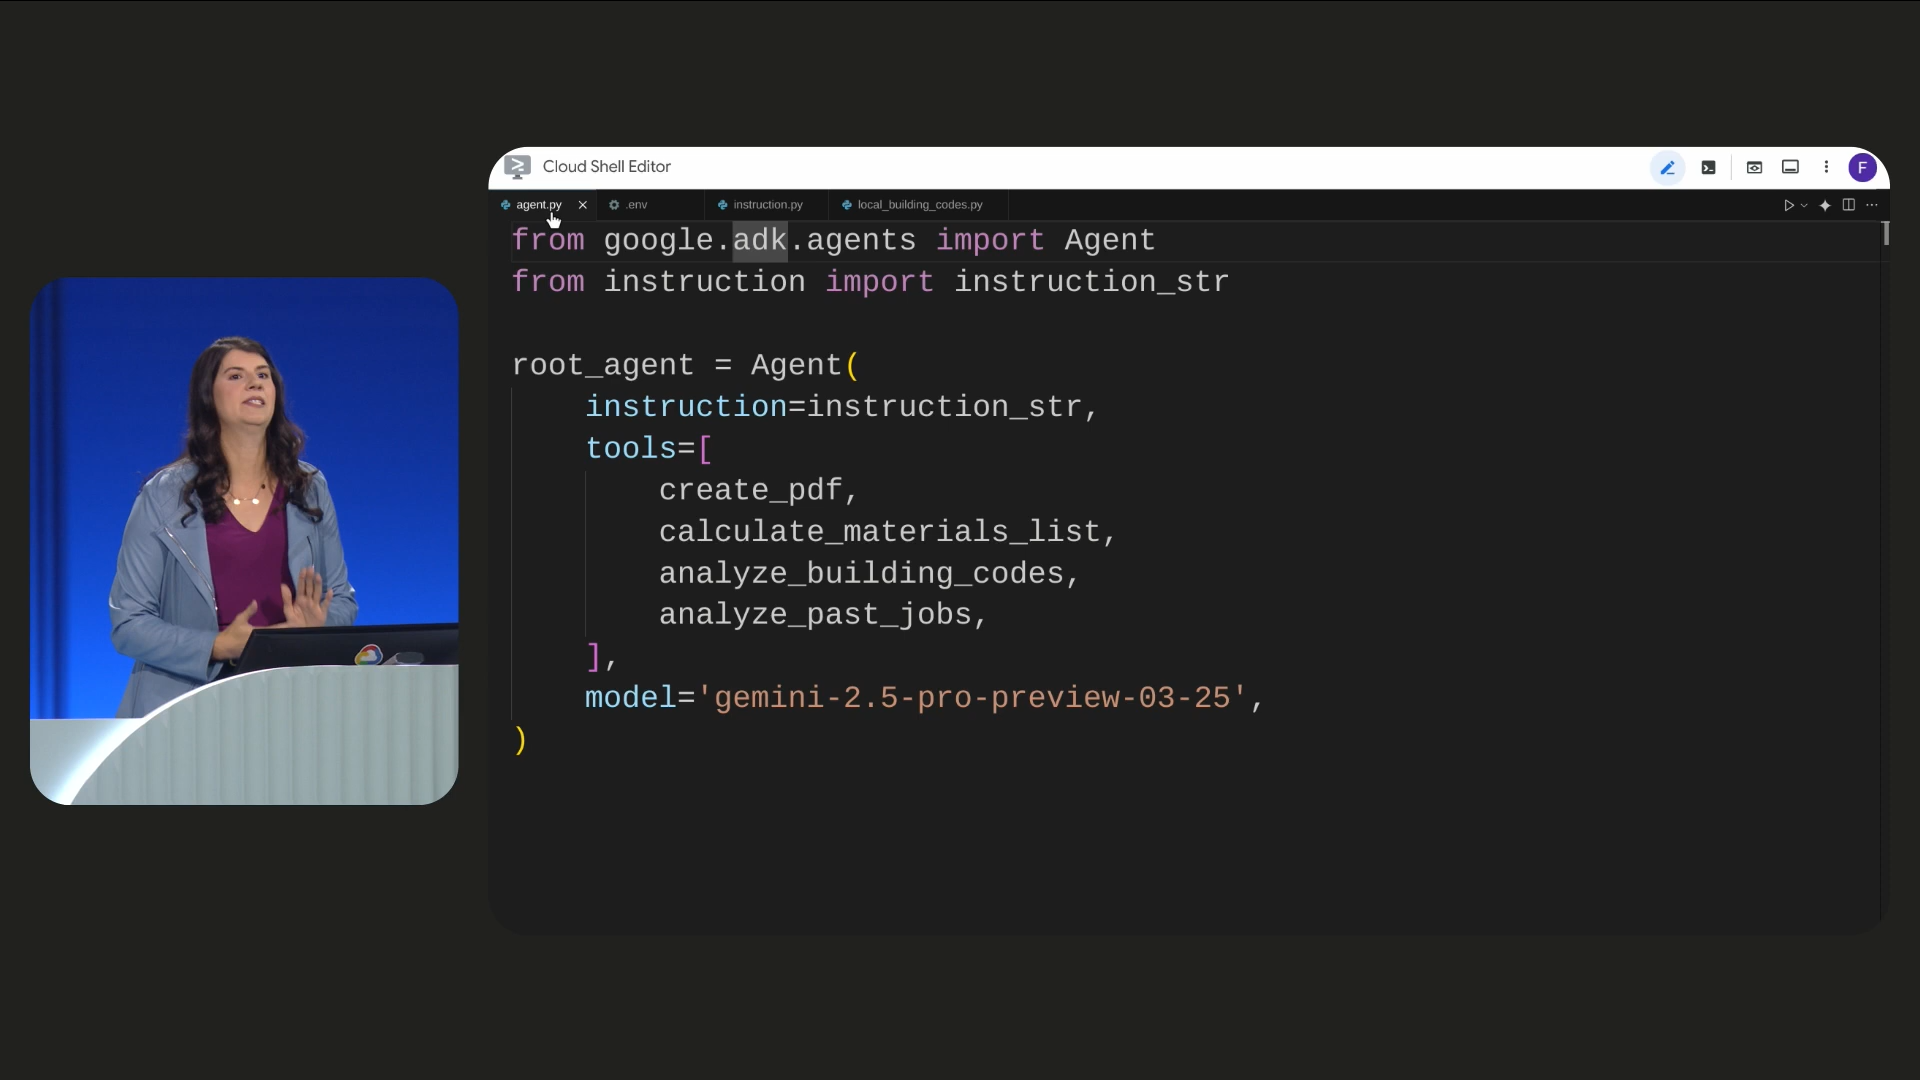 Cloud Shell Editor
F
agent.py
.env
instruction.py
local_building_codes.py
from google.adk.agents import Agent
from instruction import instruction_str
root_agent = Agent(
    instruction=instruction_str,
    tools=[
        create_pdf,
        calculate_materials_list,
        analyze_building_codes,
        analyze_past_jobs,
    ],
    model='gemini-2.5-pro-preview-03-25',
)